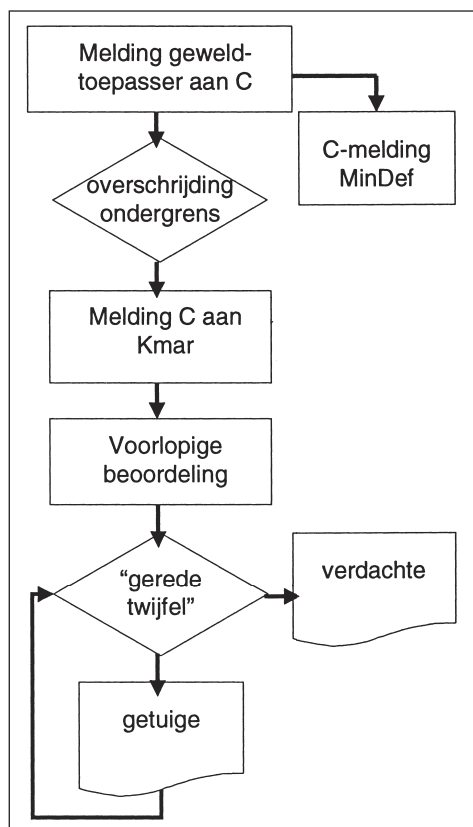 Melding geweld-
toepasser aan C
C-melding
MinDef
overschrijding
ondergrens
Melding C aan
Kmar
Voorlopige
beoordeling
“gerede
twijfel”
verdachte
getuige